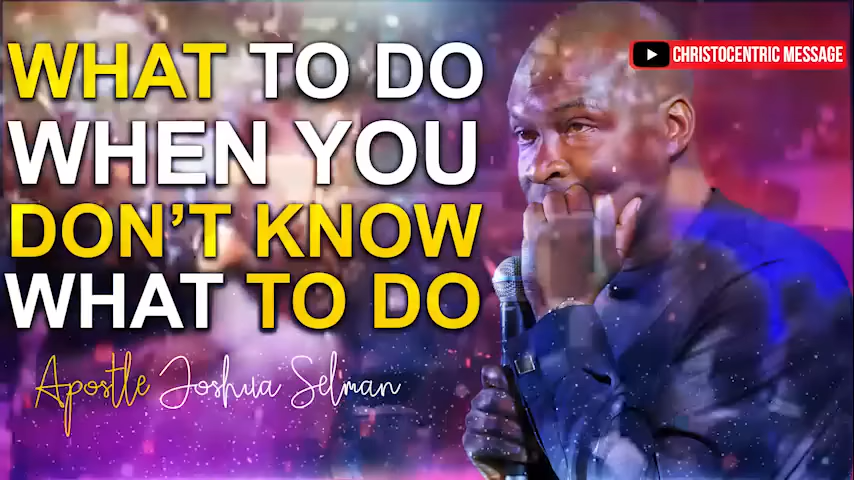 WHAT TO DO
WHEN YOU
DON'T KNOW
WHAT TO DO
Apostle Joshua Selman
CHRISTOCENTRIC MESSAGE